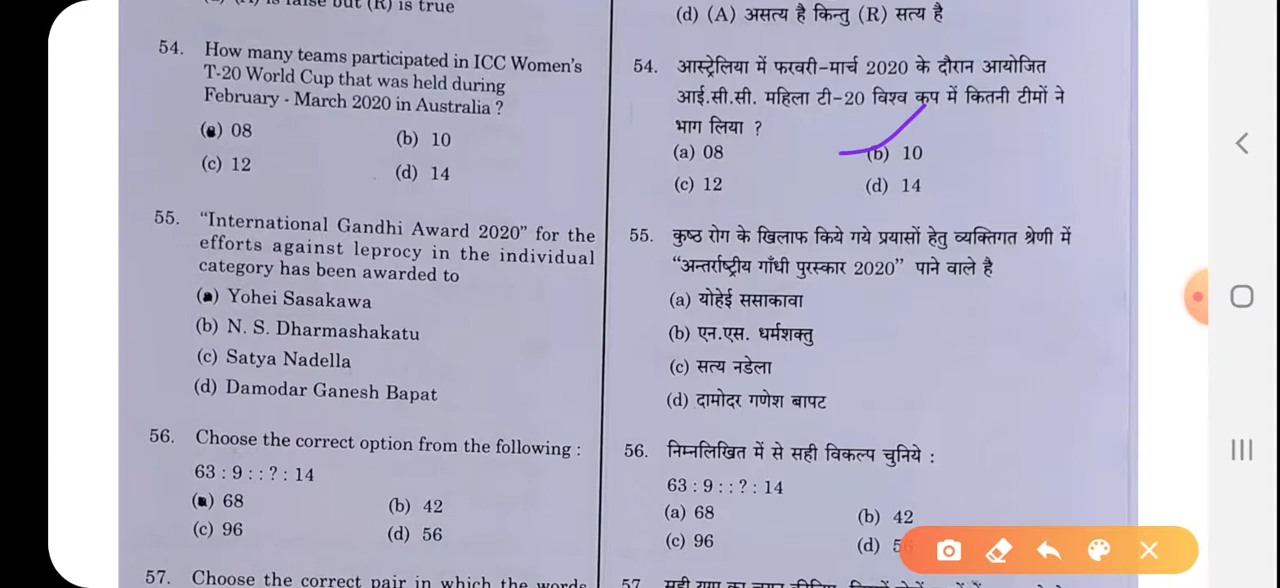 is false but (R) is true
54. How many teams participated in ICC Women's
T-20 World Cup that was held during
February - March 2020 in Australia ?
(a) 08 (b) 10
(c) 12 (d) 14
55. “International Gandhi Award 2020” for the
efforts against leprocy in the individual
category has been awarded to
(a) Yohei Sasakawa
(b) N. S. Dharmashakatu
(c) Satya Nadella
(d) Damodar Ganesh Bapat
56. Choose the correct option from the following :
63 : 9 : : ? : 14
(a) 68 (b) 42
(c) 96 (d) 56
57. Choose the correct pair in which the words
(d) (A) असत्य है किन्तु (R) सत्य है
54. आस्ट्रेलिया में फरवरी-मार्च 2020 के दौरान आयोजित
आई.सी.सी. महिला टी-20 विश्व कप में कितनी टीमों ने
भाग लिया ?
(a) 08 (b) 10
(c) 12 (d) 14
55. कुष्ठ रोग के खिलाफ किये गये प्रयासों हेतु व्यक्तिगत श्रेणी में
“अन्तर्राष्ट्रीय गाँधी पुरस्कार 2020” पाने वाले है
(a) योहेई ससाकावा
(b) एन.एस. धर्मशक्तु
(c) सत्य नडेला
(d) दामोदर गणेश बापट
56. निम्नलिखित में से सही विकल्प चुनिये :
63 : 9 : : ? : 14
(a) 68 (b) 42
(c) 96 (d)
57.